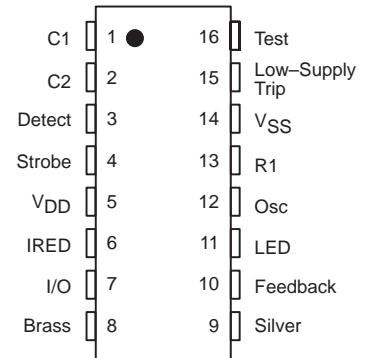 C1 1 16 Test
C2 2 15 Low–Supply Trip
Detect 3 14 VSS
Strobe 4 13 R1
VDD 5 12 Osc
IRED 6 11 LED
I/O 7 10 Feedback
Brass 8 9 Silver